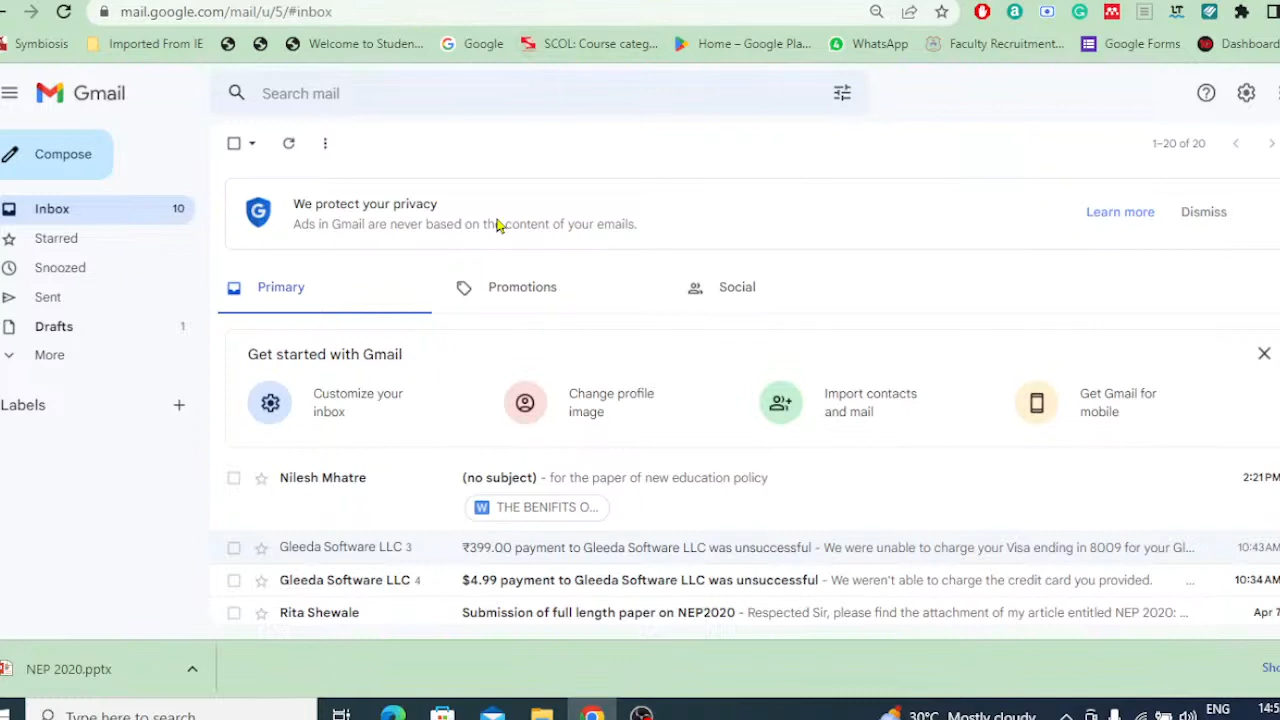 mail.google.com/mail/u/5/#inbox
Symbiosis Imported From IE Welcome to Studen... Google SCOL: Course categ... Home – Google Pla... 4 WhatsApp Faculty Recruitment... Google Forms Dashboard
Gmail Search mail
Compose
1–20 of 20
Inbox 10
Starred
Snoozed
Sent
Drafts 1
More
Labels +
We protect your privacy
Ads in Gmail are never based on the content of your emails.
Learn more Dismiss
Primary Promotions Social
Get started with Gmail
Customize your
inbox
Change profile
image
Import contacts
and mail
Get Gmail for
mobile
Nilesh Mhatre (no subject) - for the paper of new education policy 2:21 PM
W THE BENIFITS O...
Gleeda Software LLC 3 ₹399.00 payment to Gleeda Software LLC was unsuccessful - We were unable to charge your Visa ending in 8009 for your Gl... 10:43 AM
Gleeda Software LLC 4 $4.99 payment to Gleeda Software LLC was unsuccessful - We weren't able to charge the credit card you provided. ... 10:34 AM
Rita Shewale Submission of full length paper on NEP2020 - Respected Sir, please find the attachment of my article entitled NEP 2020: ... Apr 7
NEP 2020.pptx
Type here to search 30°C Mostly cloudy ENG